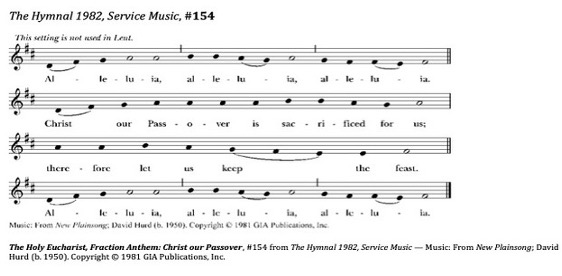 The Hymnal 1982, Service Music, #154
This setting is not used in Lent.
Al - le - lu - ia, al - le - lu - ia, al - le - lu - ia.
Christ our Pass - o - ver is sac - ri - ficed for us;
there - fore let us keep the feast.
Al - le - lu - ia, al - le - lu - ia, al - le - lu - ia.
Music: From New Plainsong; David Hurd (b. 1950). Copyright © 1981 GIA Publications, Inc.
The Holy Eucharist, Fraction Anthem: Christ our Passover, #154 from The Hymnal 1982, Service Music — Music: From New Plainsong; David
Hurd (b. 1950). Copyright © 1981 GIA Publications, Inc.